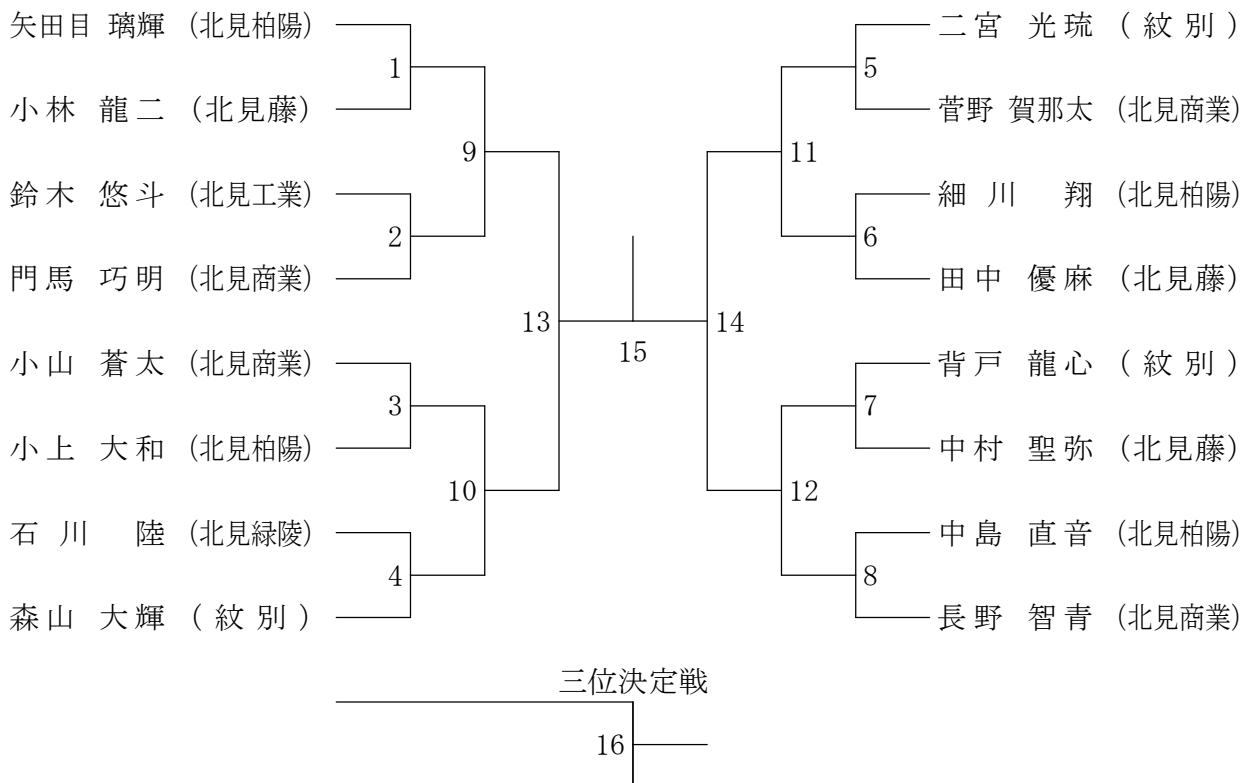 矢田目 璃輝 (北見柏陽)
1
小林 龍二 (北見藤)
9
鈴木 悠斗 (北見工業)
2
門馬 巧明 (北見商業)
13
小山 蒼太 (北見商業)
3
小上 大和 (北見柏陽)
10
石川 陸 (北見緑陵)
4
森山 大輝 (紋別)
15
二宮 光琉 (紋別)
5
菅野 賀那太 (北見商業)
11
細川 翔 (北見柏陽)
6
田中 優麻 (北見藤)
14
背戸 龍心 (紋別)
7
中村 聖弥 (北見藤)
12
中島 直音 (北見柏陽)
8
長野 智青 (北見商業)
三位決定戦
16